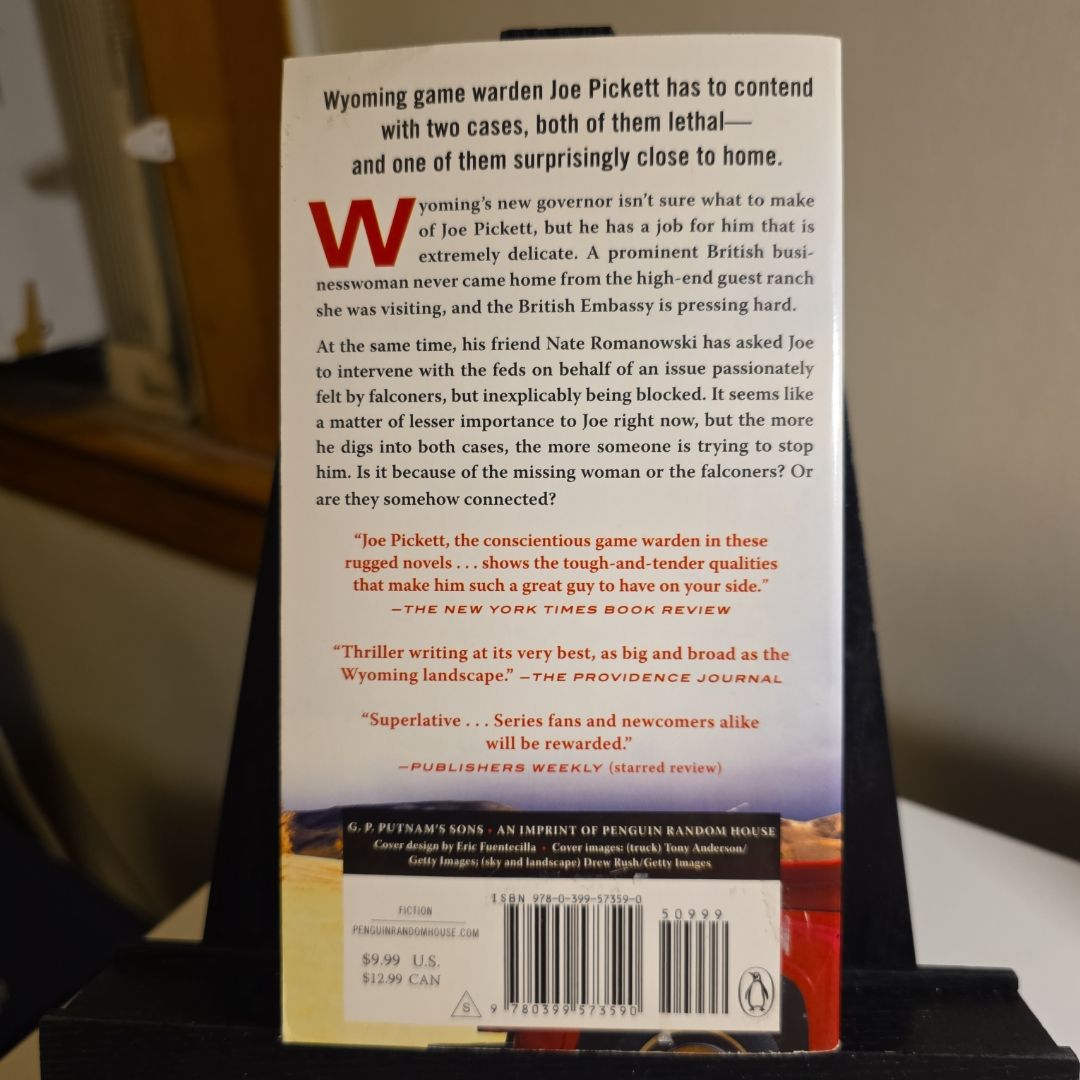 Wyoming game warden Joe Pickett has to contend
with two cases, both of them lethal—
and one of them surprisingly close to home.
Wyoming's new governor isn't sure what to make
of Joe Pickett, but he has a job for him that is
extremely delicate. A prominent British busi-
nesswoman never came home from the high-end guest ranch
she was visiting, and the British Embassy is pressing hard.
At the same time, his friend Nate Romanowski has asked Joe
to intervene with the feds on behalf of an issue passionately
felt by falconers, but inexplicably being blocked. It seems like
a matter of lesser importance to Joe right now, but the more
he digs into both cases, the more someone is trying to stop
him. Is it because of the missing woman or the falconers? Or
are they somehow connected?
“Joe Pickett, the conscientious game warden in these
rugged novels . . . shows the tough-and-tender qualities
that make him such a great guy to have on your side.”
—THE NEW YORK TIMES BOOK REVIEW
“Thriller writing at its very best, as big and broad as the
Wyoming landscape.” —THE PROVIDENCE JOURNAL
“Superlative . . . Series fans and newcomers alike
will be rewarded.”
—PUBLISHERS WEEKLY (starred review)
G. P. PUTNAM'S SONS • AN IMPRINT OF PENGUIN RANDOM HOUSE
Cover design by Eric Fuentecilla • Cover images: (truck) Tony Anderson/
Getty Images; (sky and landscape) Drew Rush/Getty Images
FICTION
PENGUINRANDOMHOUSE.COM
$9.99 U.S.
$12.99 CAN
S
ISBN 978-0-399-57359-0
50999
9 780399 573590